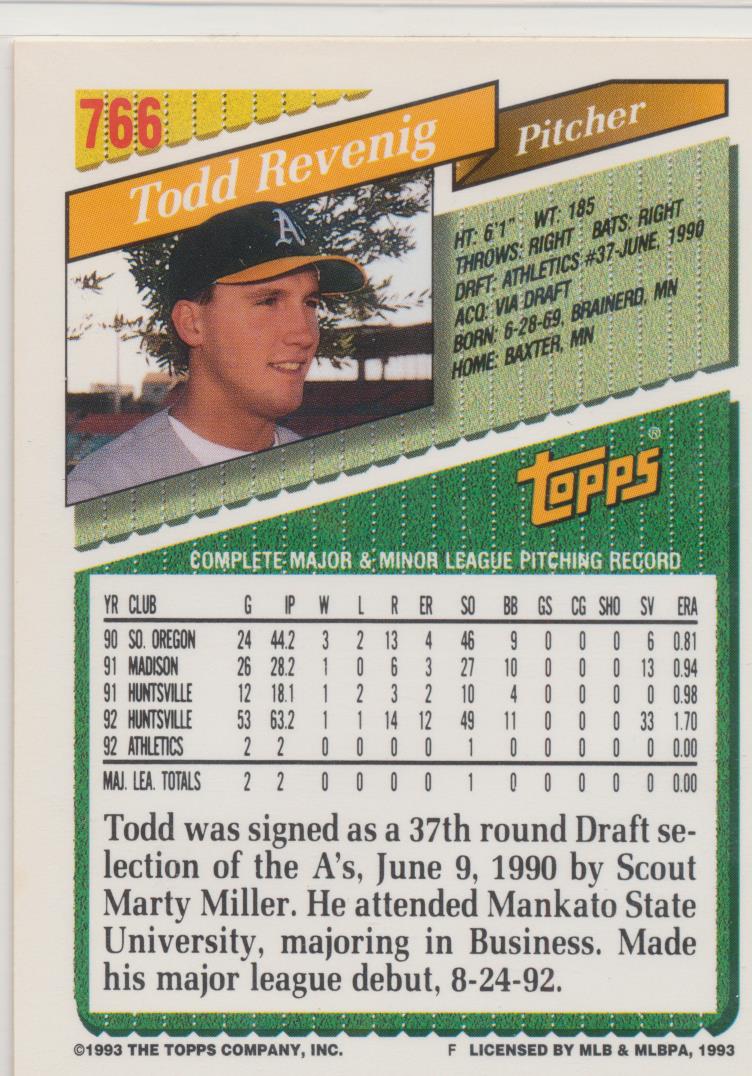 766
Todd Revenig
Pitcher
A's
HT: 6'1" WT: 185
THROWS: RIGHT BATS: RIGHT
DRFT: ATHLETICS #37-JUNE, 1990
ACQ: VIA DRAFT
BORN: 6-28-69, BRAINERD, MN
HOME: BAXTER, MN
TOPPS®
COMPLETE MAJOR & MINOR LEAGUE PITCHING RECORD
YR CLUB G IP W L R ER SO BB GS CG SHO SV ERA
90 SO. OREGON 24 44.2 3 2 13 4 46 9 0 0 0 6 0.81
91 MADISON 26 28.2 1 0 6 3 27 10 0 0 0 13 0.94
91 HUNTSVILLE 12 18.1 1 2 3 2 10 4 0 0 0 0 0.98
92 HUNTSVILLE 53 63.2 1 1 14 12 49 11 0 0 0 33 1.70
92 ATHLETICS 2 2 0 0 0 0 1 0 0 0 0 0 0.00
MAJ. LEA. TOTALS 2 2 0 0 0 0 1 0 0 0 0 0 0.00
Todd was signed as a 37th round Draft se-
lection of the A's, June 9, 1990 by Scout
Marty Miller. He attended Mankato State
University, majoring in Business. Made
his major league debut, 8-24-92.
©1993 THE TOPPS COMPANY, INC. F LICENSED BY MLB & MLBPA, 1993